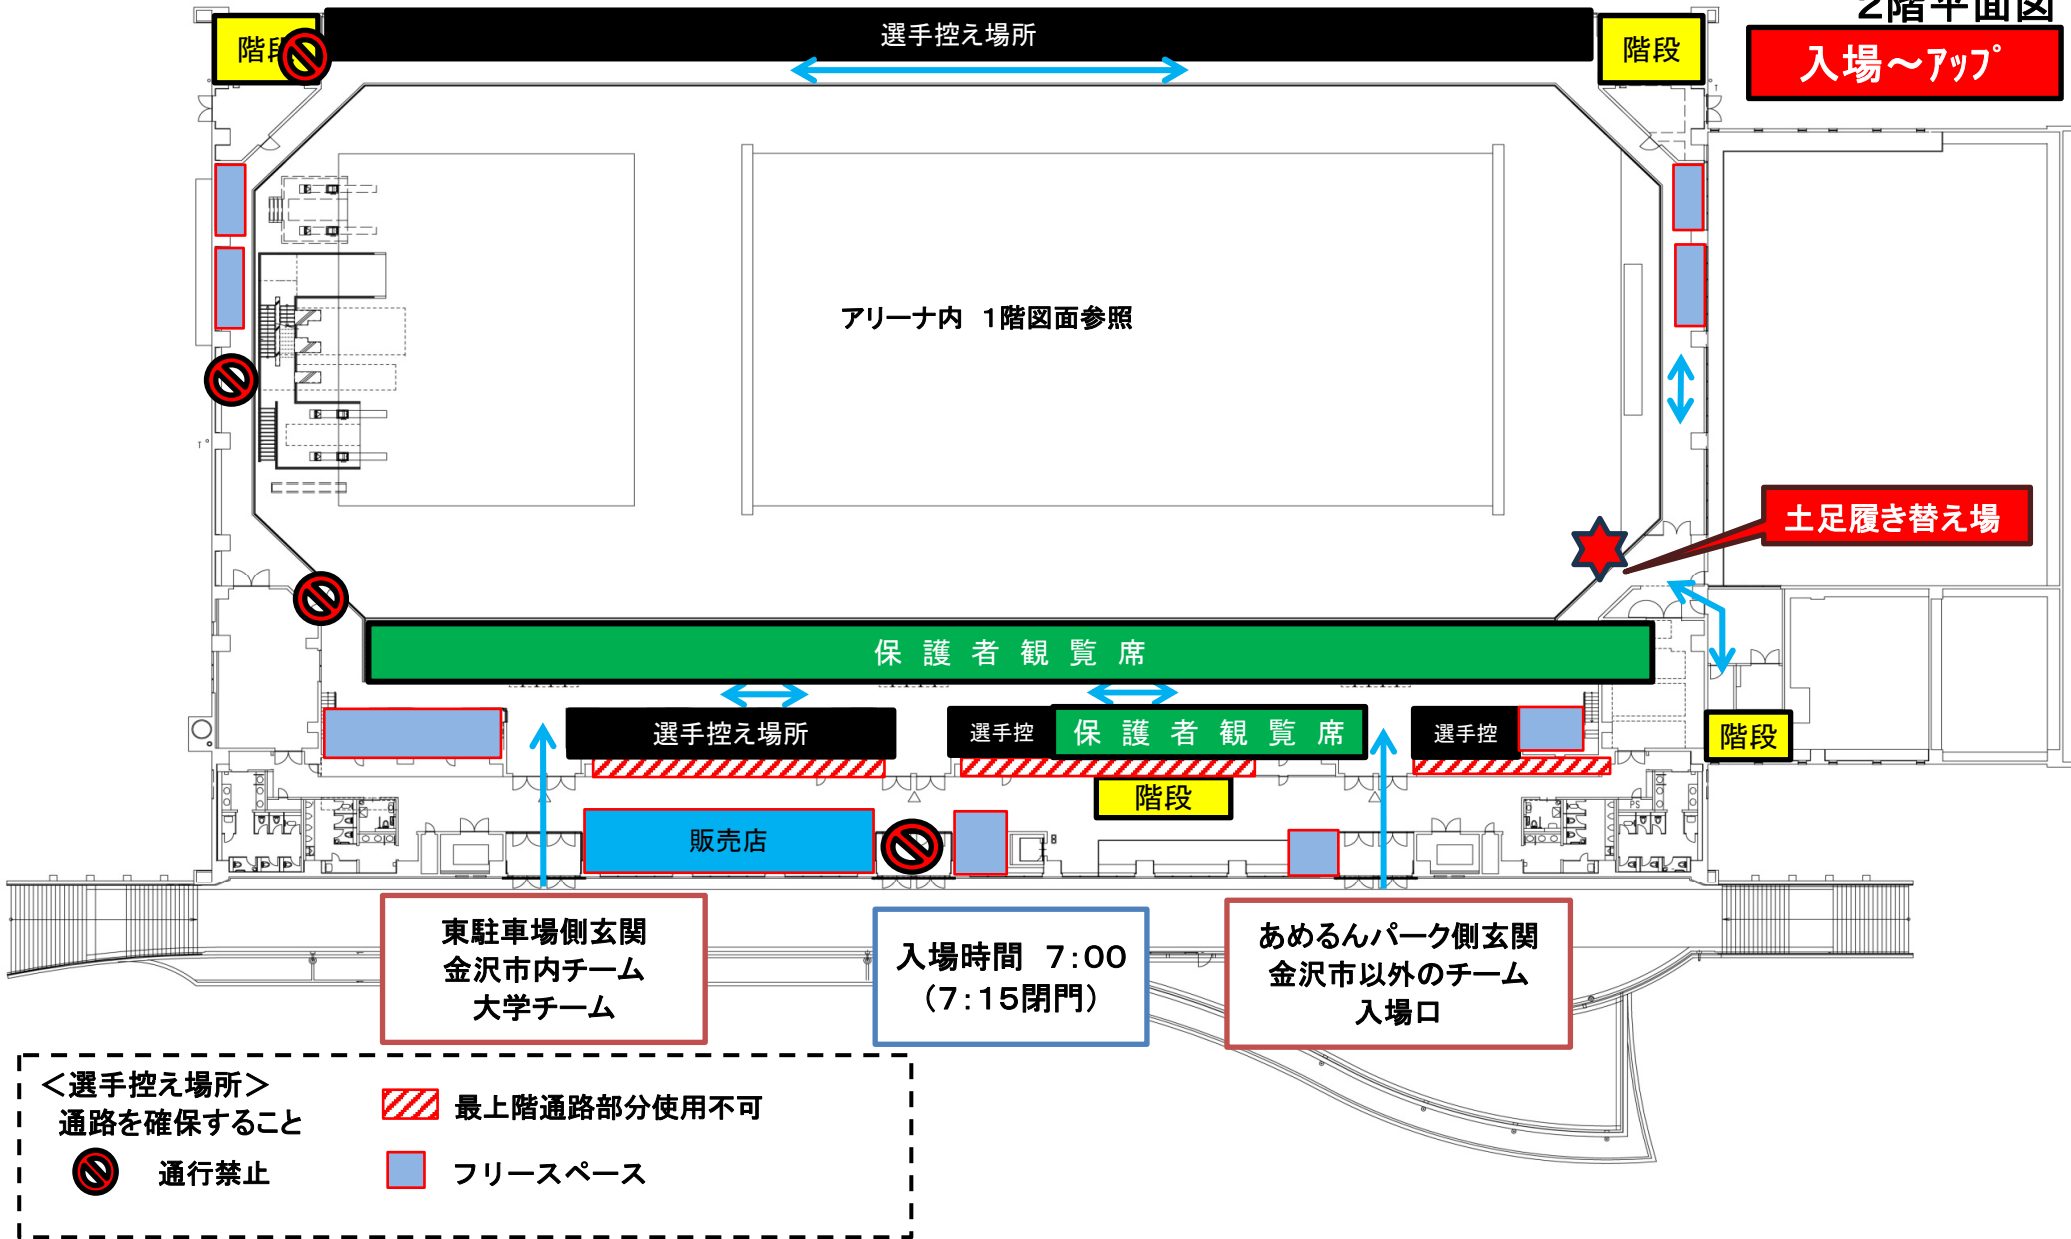 2階平面図
入場～アップ
階段
選手控え場所
階段
アリーナ内　1階図面参照
土足履き替え場
保 護 者 観 覧 席
選手控え場所
選手控
保 護 者 観 覧 席
選手控
階段
階段
販売店
PS
東駐車場側玄関
金沢市内チーム
大学チーム
入場時間　7：00
（7：15閉門）
あめるんパーク側玄関
金沢市以外のチーム
入場口
＜選手控え場所＞
通路を確保すること
最上階通路部分使用不可
通行禁止
フリースペース